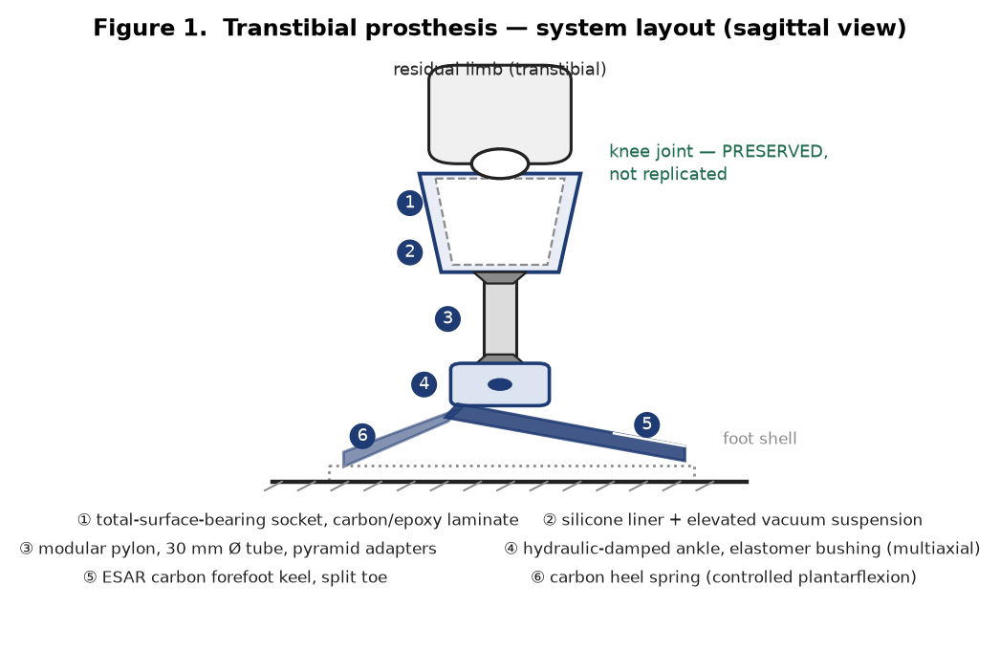 Figure 1.  Transtibial prosthesis — system layout (sagittal view)
residual limb (transtibial)
knee joint — PRESERVED,
not replicated
1
2
3
4
5
6
foot shell
① total-surface-bearing socket, carbon/epoxy laminate
② silicone liner + elevated vacuum suspension
③ modular pylon, 30 mm Ø tube, pyramid adapters
④ hydraulic-damped ankle, elastomer bushing (multiaxial)
⑤ ESAR carbon forefoot keel, split toe
⑥ carbon heel spring (controlled plantarflexion)